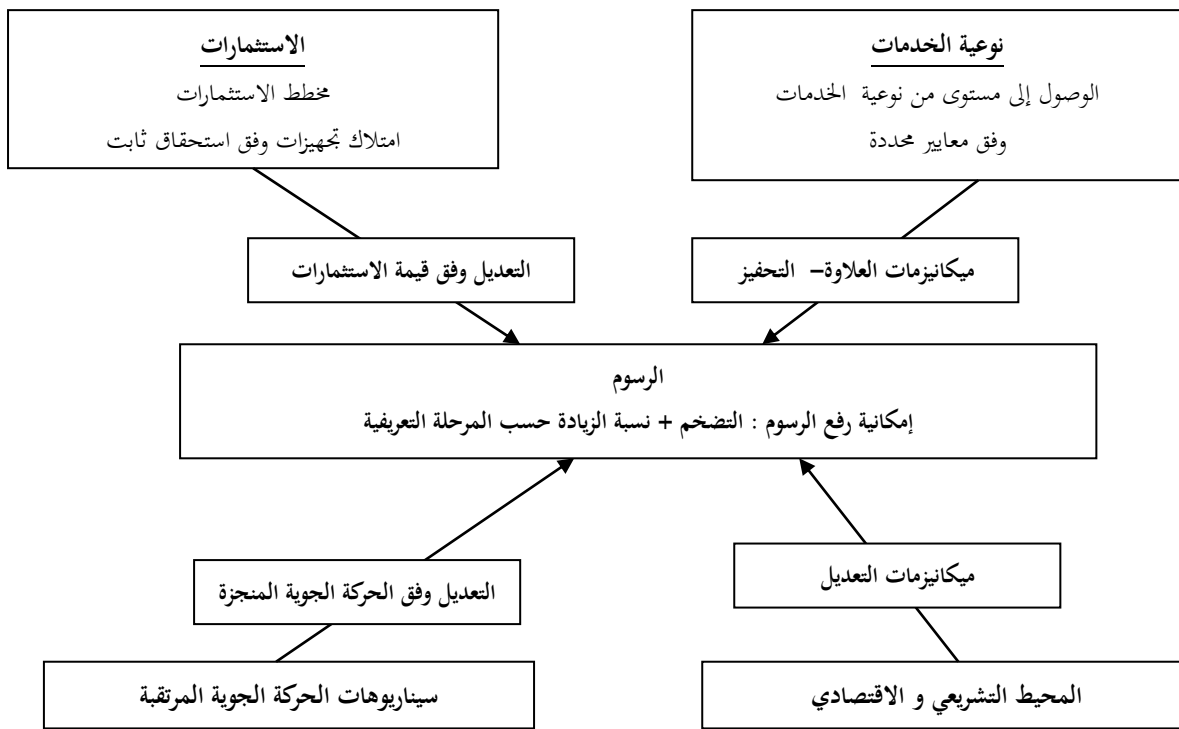 نوعية الخدمات
الوصول إلى مستوى من نوعية الخدمات
وفق معايير محددة
الاستثمارات
مخطط الاستثمارات
امتلاك تجهيزات وفق استحقاق ثابت
ميكانيزمات العلاوة– التحفيز
التعديل وفق قيمة الاستثمارات
الرسوم
إمكانية رفع الرسوم : التضخم + نسبة الزيادة حسب المرحلة التعريفية
ميكانيزمات التعديل
التعديل وفق الحركة الجوية المنجزة
المحيط التشريعي و الاقتصادي
سيناريوهات الحركة الجوية المرتقبة